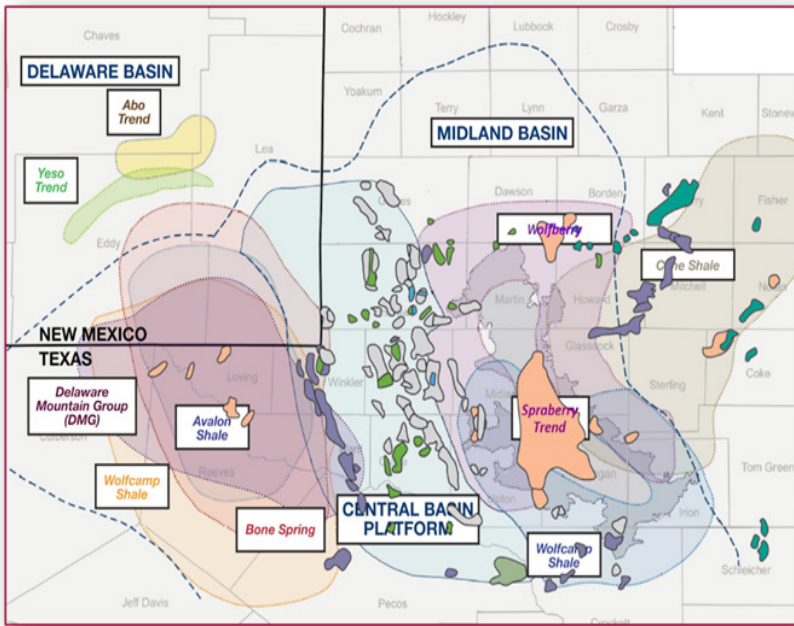 Hockley
Cochran
Lubbock
Crosby
Chaves
DELAWARE BASIN
Abo
Trend
Yoakum
Terry
Lynn
Garza
Kent
MIDLAND BASIN
Lea
Yeso
Trend
Dawson
Borden
Fisher
Wolfberry
Eddy
Shale
Martin
Howard
Mitchell
NEW MEXICO
TEXAS
Glasscock
Loving
Winkler
Sterling
Coke
Delaware
Mountain Group
(DMG)
Avalon
Shale
Spraberry
Trend
Reeves
Tom Green
Wolfcamp
Shale
Upton
Irion
Bone Spring
CENTRAL BASIN
PLATFORM
Wolfcamp
Shale
Schleicher
Jeff Davis
Pecos
Crockett